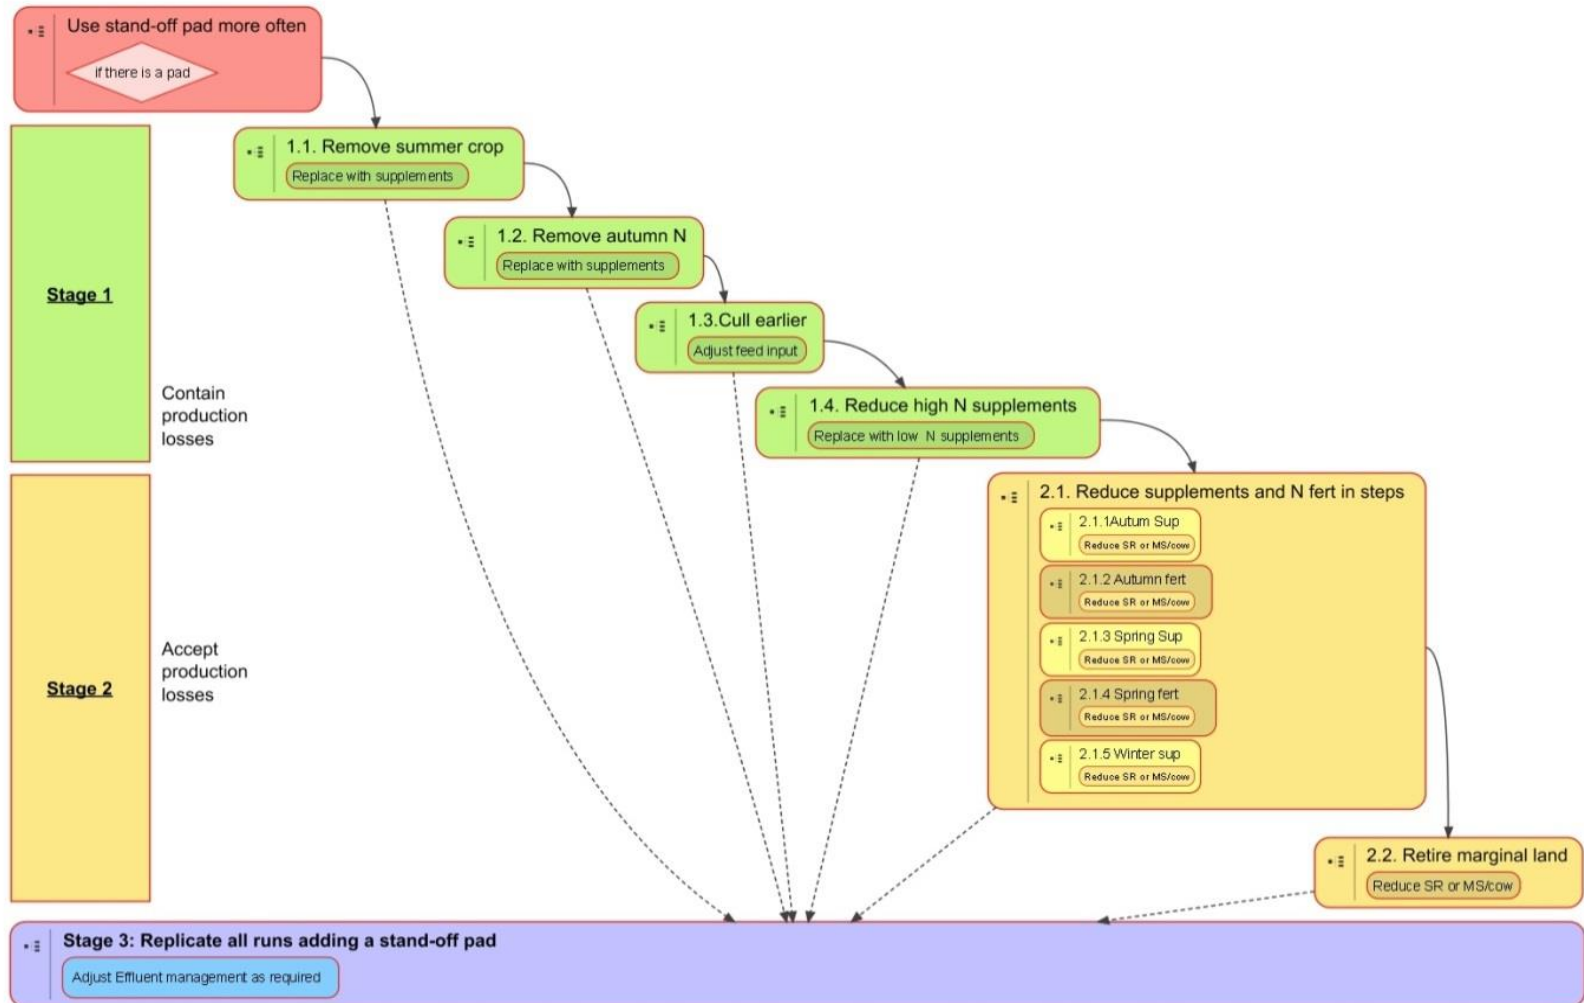 Use stand-off pad more often
if there is a pad
1.1. Remove summer crop
Replace with supplements
1.2. Remove autumn N
Replace with supplements
Stage 1
1.3.Cull earlier
Adjust feed input
Contain
production
losses
1.4. Reduce high N supplements
Replace with low N supplements
2.1. Reduce supplements and N fert in steps
2.1.1Autum Sup
Reduce SR or MS/cow
2.1.2 Autumn fert
Reduce SR or MS/cow
2.1.3 Spring Sup
Reduce SR or MS/cow
2.1.4 Spring fert
Reduce SR or MS/cow
2.1.5 Winter sup
Reduce SR or MS/cow
Stage 2
Accept
production
losses
2.2. Retire marginal land
Reduce SR or MS/cow
Stage 3: Replicate all runs adding a stand-off pad
Adjust Effluent management as required